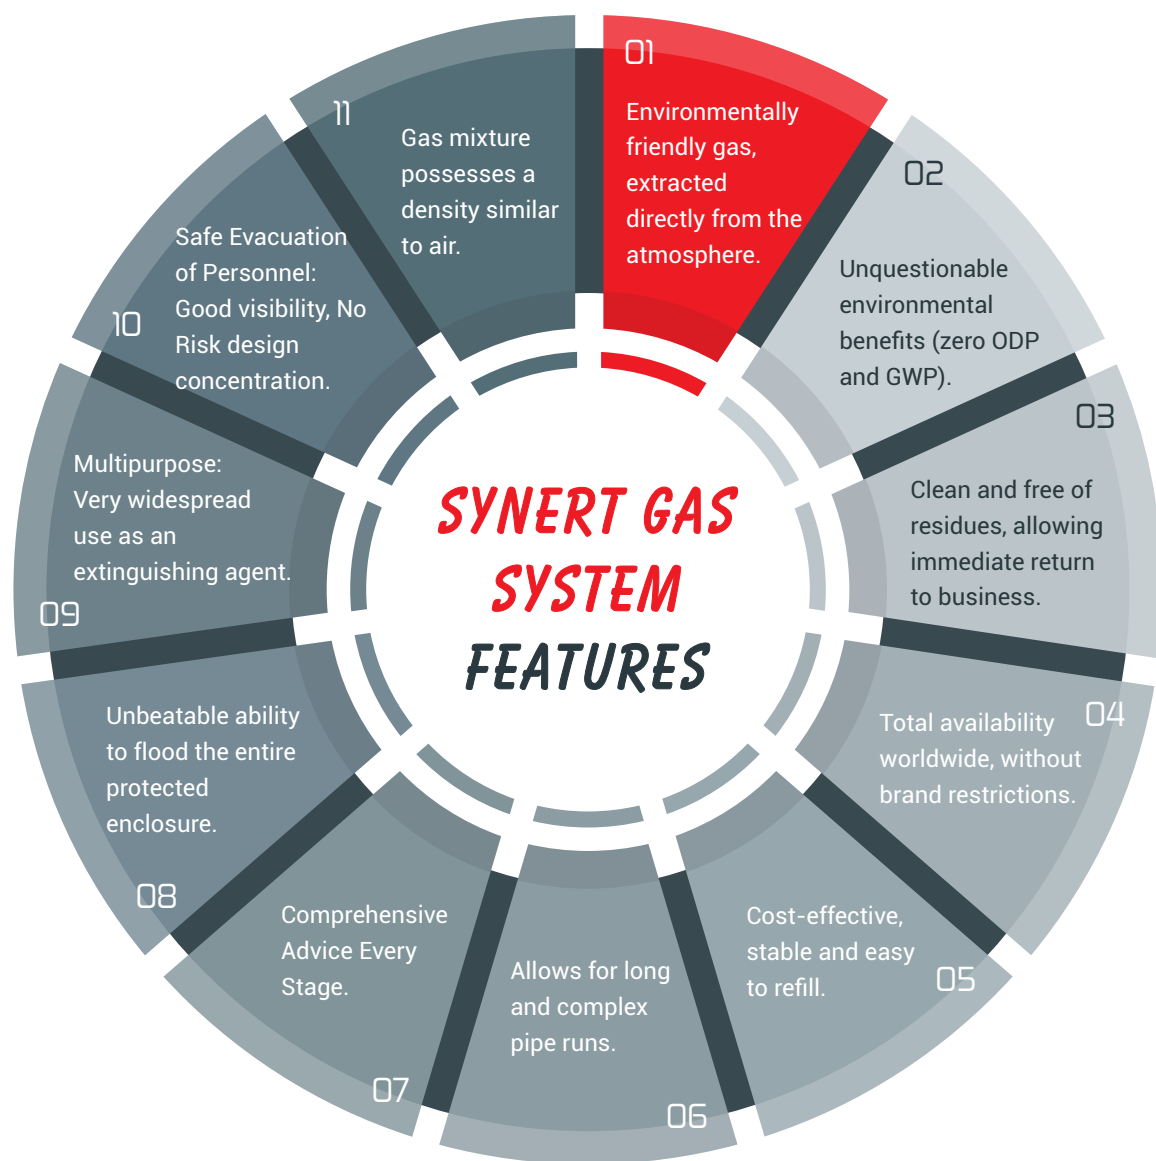 SYNERT GAS
SYSTEM
FEATURES
01
Environmentally
friendly gas,
extracted
directly from the
atmosphere.
02
Unquestionable
environmental
benefits (zero ODP
and GWP).
03
Clean and free of
residues, allowing
immediate return
to business.
04
Total availability
worldwide, without
brand restrictions.
05
Cost-effective,
stable and easy
to refill.
06
Allows for long
and complex
pipe runs.
07
Comprehensive
Advice Every
Stage.
08
Unbeatable ability
to flood the entire
protected
enclosure.
09
Multipurpose:
Very widespread
use as an
extinguishing agent.
10
Safe Evacuation
of Personnel:
Good visibility, No
Risk design
concentration.
11
Gas mixture
possesses a
density similar
to air.